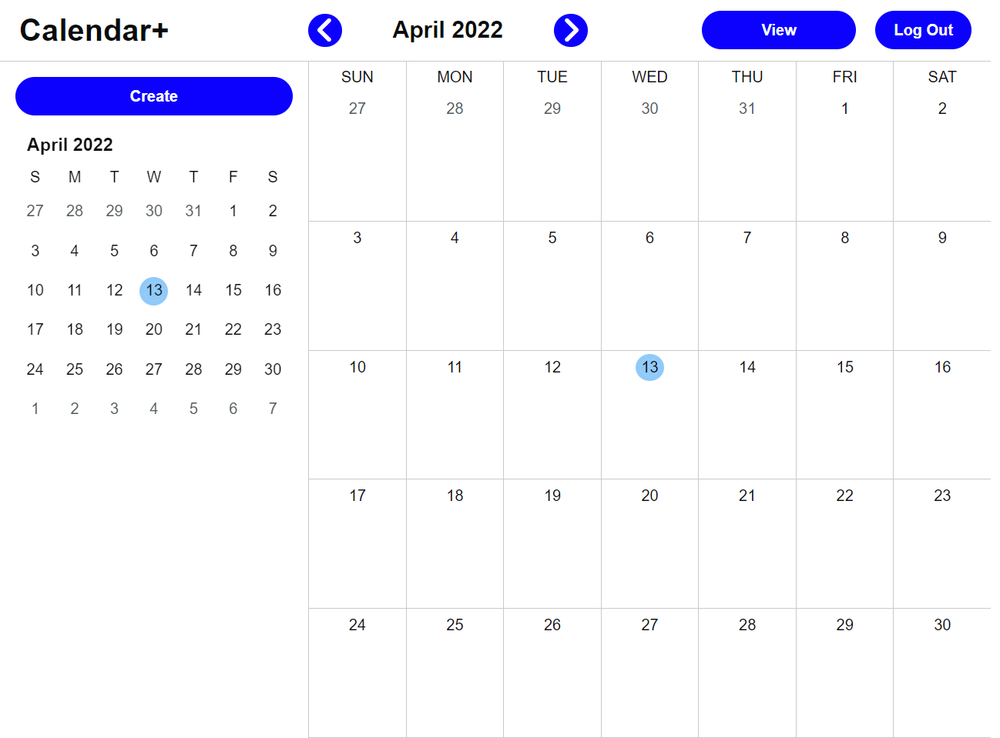 Calendar+
April 2022
View
Log Out
Create
April 2022
S M T W T F S
27 28 29 30 31 1 2
3 4 5 6 7 8 9
10 11 12 13 14 15 16
17 18 19 20 21 22 23
24 25 26 27 28 29 30
1 2 3 4 5 6 7
SUN MON TUE WED THU FRI SAT
27 28 29 30 31 1 2
3 4 5 6 7 8 9
10 11 12 13 14 15 16
17 18 19 20 21 22 23
24 25 26 27 28 29 30